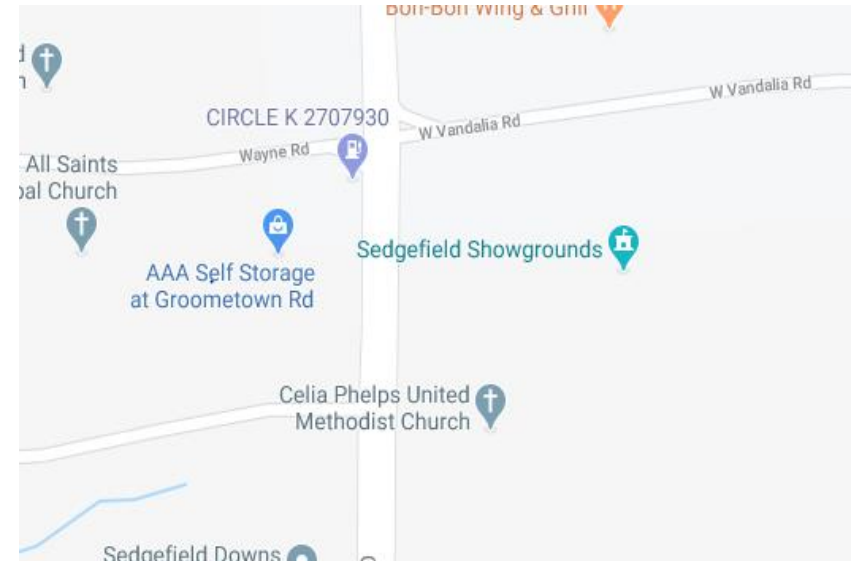 Bon-Bon Wing & Grill
W Vandalia Rd
CIRCLE K 2707930
W Vandalia Rd
Wayne Rd
All Saints
pal Church
Sedgefield Showgrounds
AAA Self Storage
at Groometown Rd
Celia Phelps United
Methodist Church
Sedgefield Downs